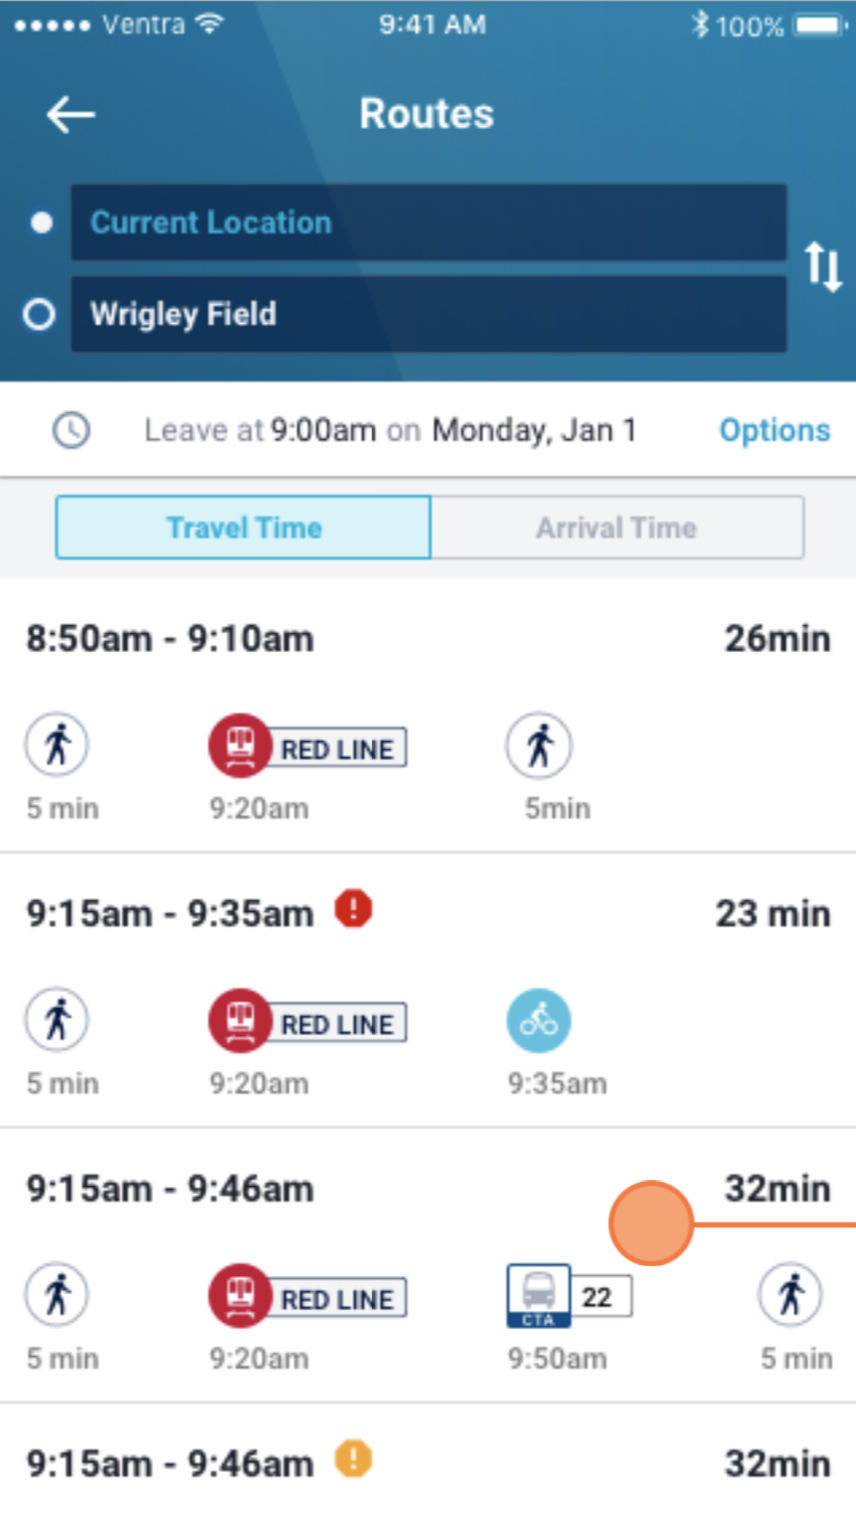 Ventra 9:41 AM 100%
Routes
Current Location
Wrigley Field
Leave at 9:00am on Monday, Jan 1 Options
Travel Time Arrival Time
8:50am - 9:10am 26min
RED LINE
5 min 9:20am 5min
9:15am - 9:35am 23 min
RED LINE
5 min 9:20am 9:35am
9:15am - 9:46am 32min
RED LINE 22
CTA
5 min 9:20am 9:50am 5 min
9:15am - 9:46am 32min